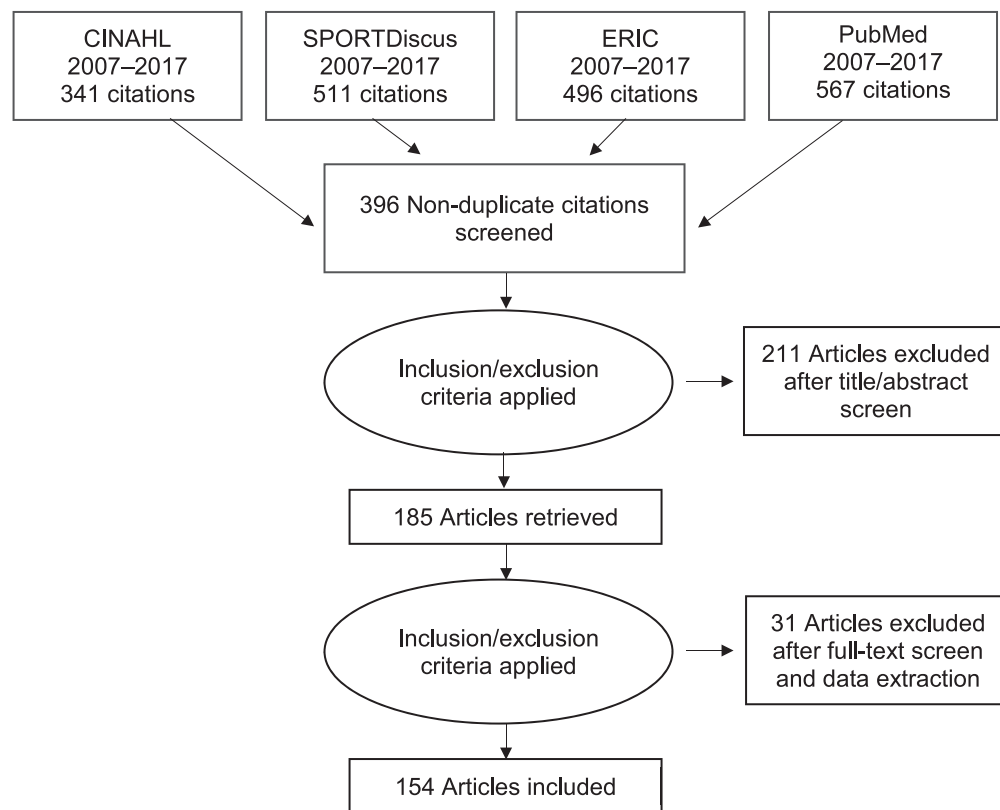 CINAHL
2007–2017
341 citations
SPORTDiscus
2007–2017
511 citations
ERIC
2007–2017
496 citations
PubMed
2007–2017
567 citations
396 Non-duplicate citations
screened
Inclusion/exclusion
criteria applied
211 Articles excluded
after title/abstract
screen
185 Articles retrieved
Inclusion/exclusion
criteria applied
31 Articles excluded
after full-text screen
and data extraction
154 Articles included